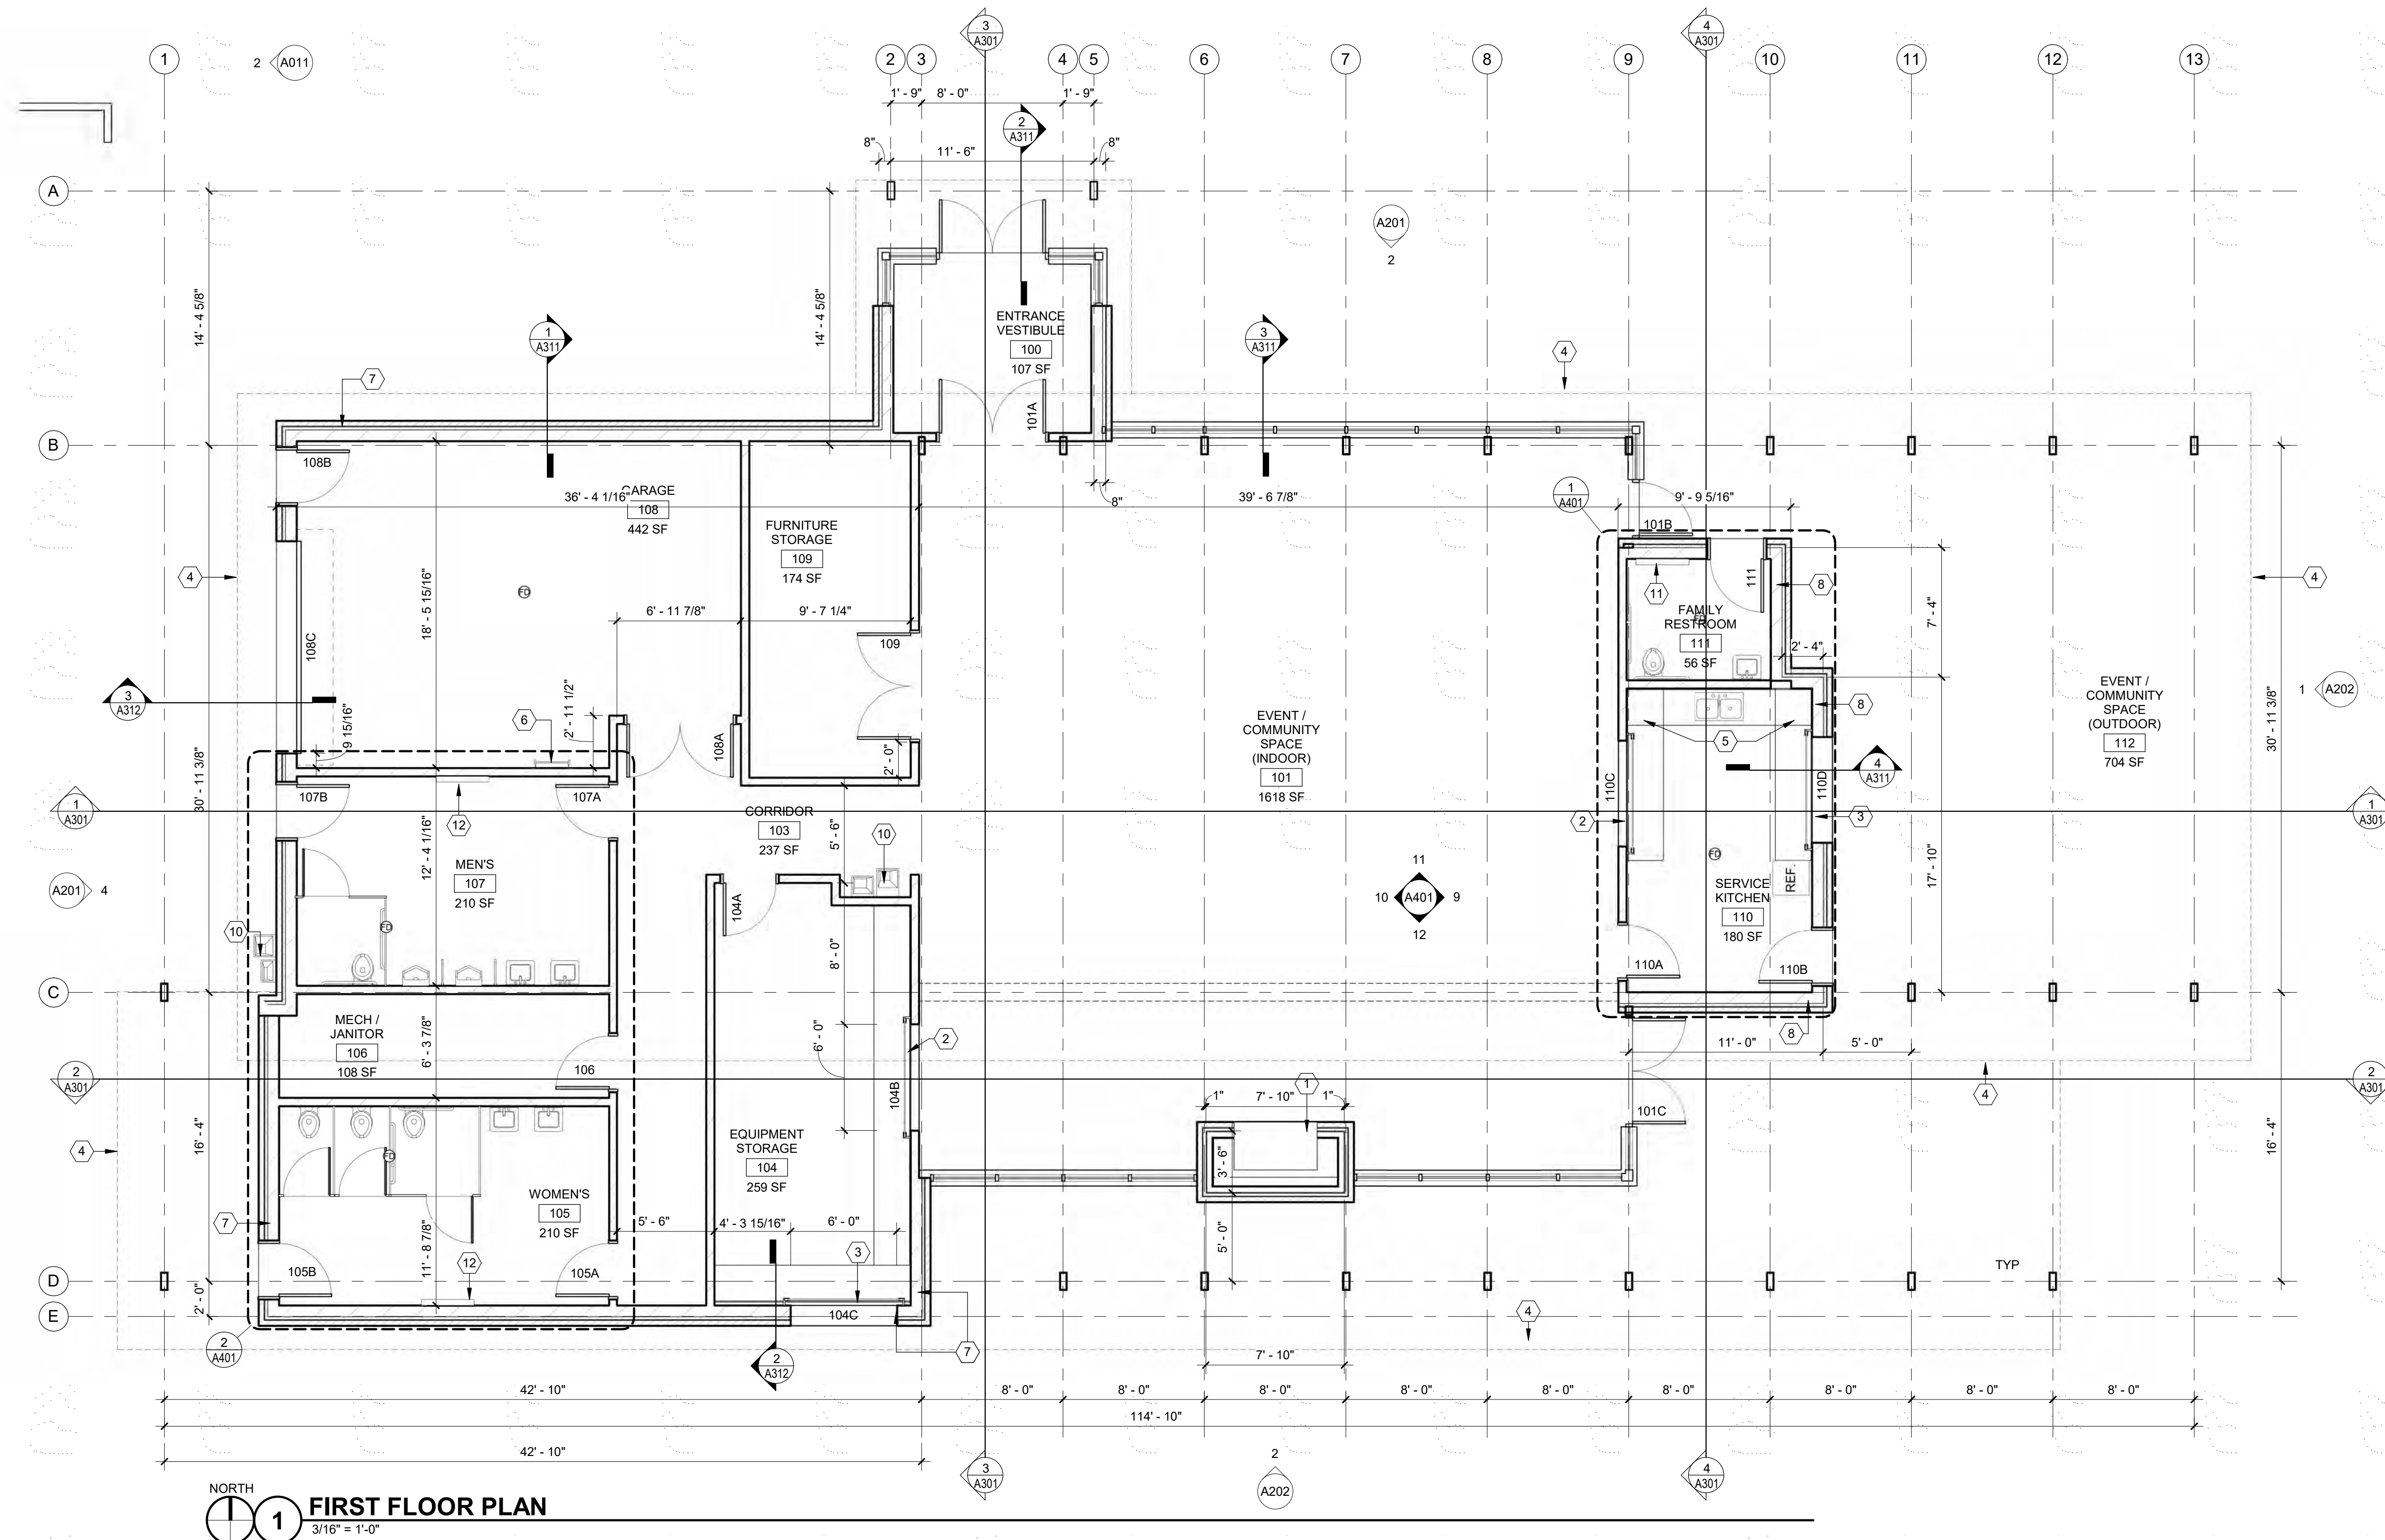 3
A301
4
A301
1
2
A011
2
3
4
5
6
7
8
9
10
11
12
13
1' - 9"
8' - 0"
1' - 9"
2
A311
8"
11' - 6"
8"
A
A201
2
14' - 4 5/8"
14' - 4 5/8"
ENTRANCE
VESTIBULE
100
107 SF
1
A311
3
A311
4
7
101A
B
108B
36' - 4 1/16"
GARAGE
108
442 SF
8"
39' - 6 7/8"
1
A401
9' - 9 5/16"
101B
FURNITURE
STORAGE
109
174 SF
4
18' - 5 15/16"
6' - 11 7/8"
9' - 7 1/4"
FD
108C
109
11
111
8
FAMILY
RESTROOM
FD
111
56 SF
2' - 4"
7' - 4"
4
EVENT /
COMMUNITY
SPACE
(OUTDOOR)
112
704 SF
1
A202
3
A312
9 15/16"
6
2' - 11 1/2"
108A
2' - 0"
EVENT /
COMMUNITY
SPACE
(INDOOR)
101
1618 SF
5
8
4
A311
30' - 11 3/8"
30' - 11 3/8"
107B
107A
12
1
A301
1
A301
CORRIDOR
103
237 SF
5' - 6"
10
110C
110D
2
3
12' - 4 1/16"
MEN'S
107
210 SF
FD
A201
4
10
104A
8' - 0"
11
10
A401
9
12
FD
SERVICE
KITCHEN
110
180 SF
REF.
17' - 10"
110A
110B
C
MECH /
JANITOR
106
108 SF
6' - 3 7/8"
106
6' - 0"
2
8
11' - 0"
5' - 0"
2
A301
2
A301
104B
1
1"
7' - 10"
1"
101C
4
4
16' - 4"
16' - 4"
EQUIPMENT
STORAGE
104
259 SF
3' - 6"
FD
WOMEN'S
105
210 SF
7
5' - 6"
4' - 3 15/16"
6' - 0"
5' - 0"
11' - 8 7/8"
105B
12
105A
3
TYP
D
2' - 0"
E
104C
4
2
A401
2
A312
7
7' - 10"
42' - 10"
8' - 0"
8' - 0"
8' - 0"
8' - 0"
8' - 0"
8' - 0"
8' - 0"
8' - 0"
8' - 0"
114' - 10"
42' - 10"
3
A301
2
A202
4
A301
NORTH
1
FIRST FLOOR PLAN
3/16" = 1'-0"